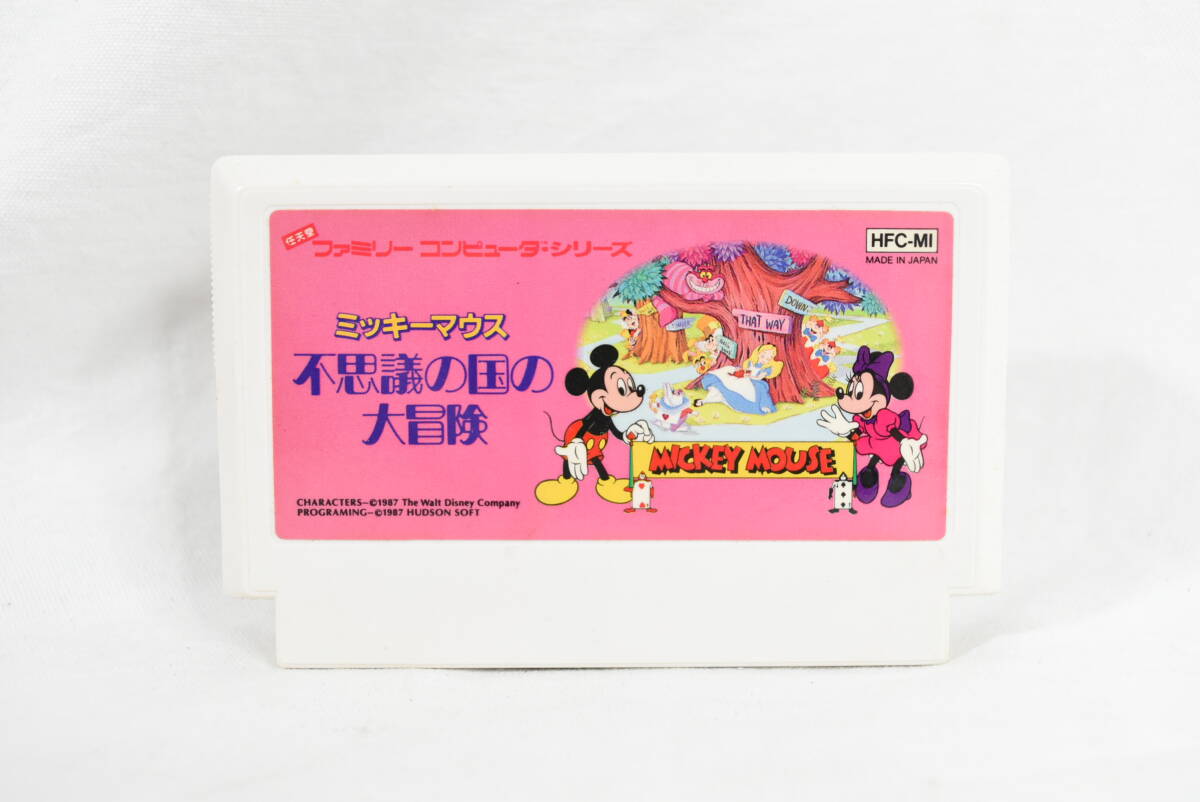 任天堂
ファミリー コンピュータ・シリーズ
HFC-MI
MADE IN JAPAN
ミッキーマウス
不思議の国の
大冒険
DOWN
THAT WAY
MICKEY MOUSE
CHARACTERS–©1987 The Walt Disney Company
PROGRAMING–©1987 HUDSON SOFT